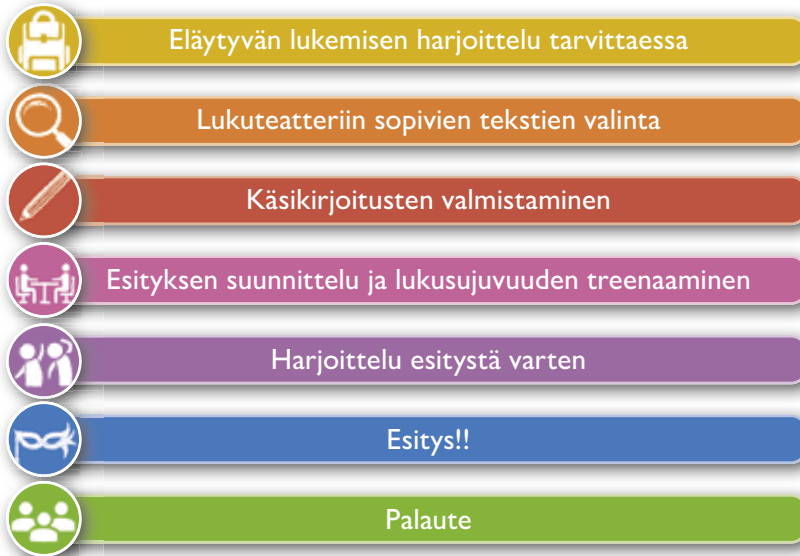 Eläytyvän lukemisen harjoittelu tarvittaessa
Lukuteatteriin sopivien tekstien valinta
Käsikirjoitusten valmistaminen
Esityksen suunnittelu ja lukusujuvuuden treenaaminen
Harjoittelu esitystä varten
Esitys!!
Palaute